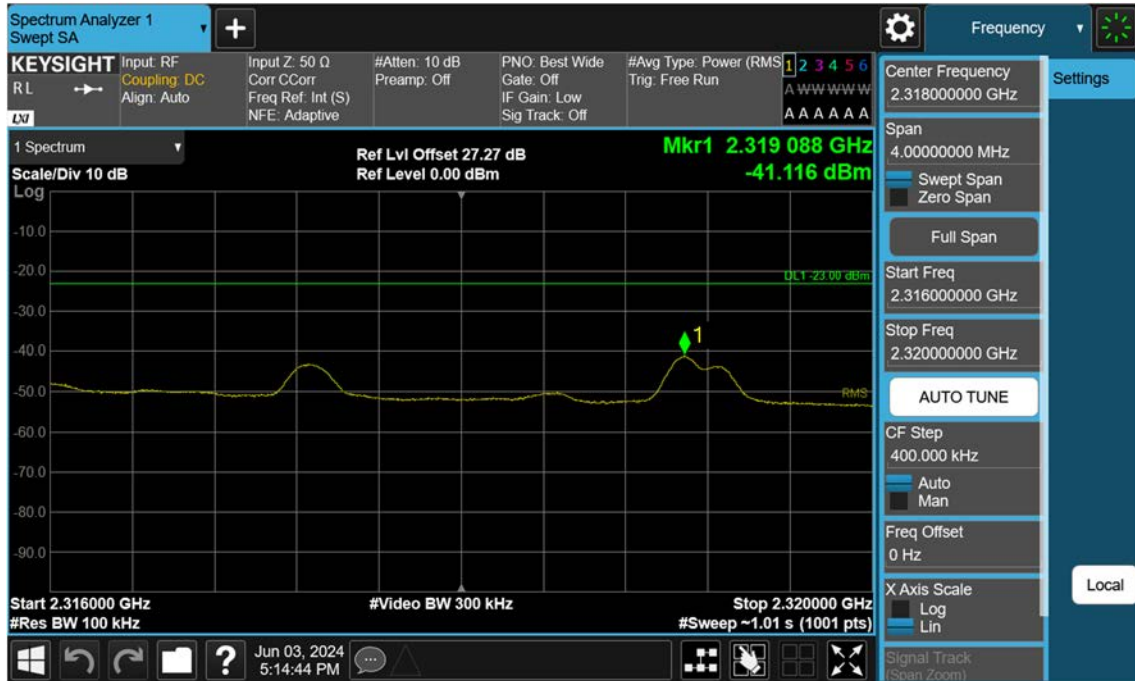 Spectrum Analyzer 1
Swept SA
Frequency
KEYSIGHT
R L
LXI
Input: RF
Coupling: DC
Align: Auto
Input Z: 50 Ω
Corr CCorr
Freq Ref: Int (S)
NFE: Adaptive
#Atten: 10 dB
Preamp: Off
PNO: Best Wide
Gate: Off
IF Gain: Low
Sig Track: Off
#Avg Type: Power (RMS
Trig: Free Run
1 2 3 4 5 6
A W W W W W
A A A A A A
1 Spectrum
Scale/Div 10 dB
Ref Lvl Offset 27.27 dB
Ref Level 0.00 dBm
Mkr1 2.319 088 GHz
-41.116 dBm
Log
-10.0
-20.0
DL1 -23.00 dBm
-30.0
1
-40.0
-50.0
RMS
-60.0
-70.0
-80.0
-90.0
Start 2.316000 GHz
#Video BW 300 kHz
Stop 2.320000 GHz
#Res BW 100 kHz
#Sweep ~1.01 s (1001 pts)
Jun 03, 2024
5:14:44 PM
Center Frequency
2.318000000 GHz
Span
4.00000000 MHz
Swept Span
Zero Span
Full Span
Start Freq
2.316000000 GHz
Stop Freq
2.320000000 GHz
AUTO TUNE
CF Step
400.000 kHz
Auto
Man
Freq Offset
0 Hz
X Axis Scale
Log
Lin
Signal Track
(Span Zoom)
Settings
Local